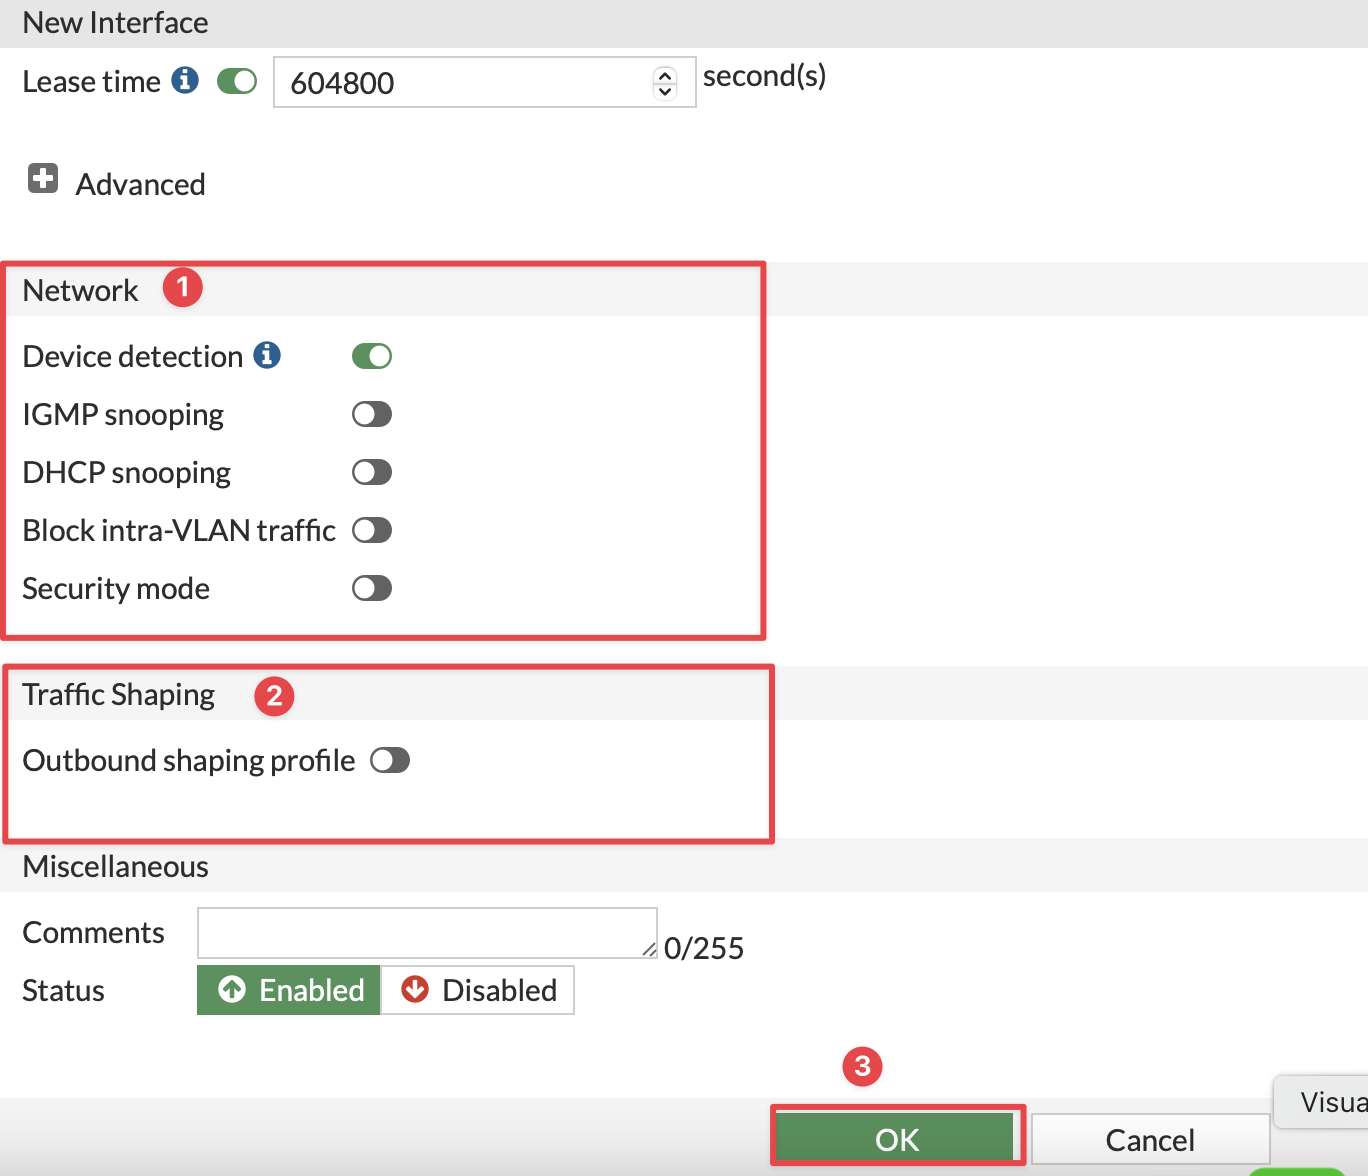 New Interface
Lease time 604800 second(s)
Advanced
Network 1
Device detection
IGMP snooping
DHCP snooping
Block intra-VLAN traffic
Security mode
Traffic Shaping 2
Outbound shaping profile
Miscellaneous
Comments 0/255
Status Enabled Disabled
3
Visua
OK Cancel